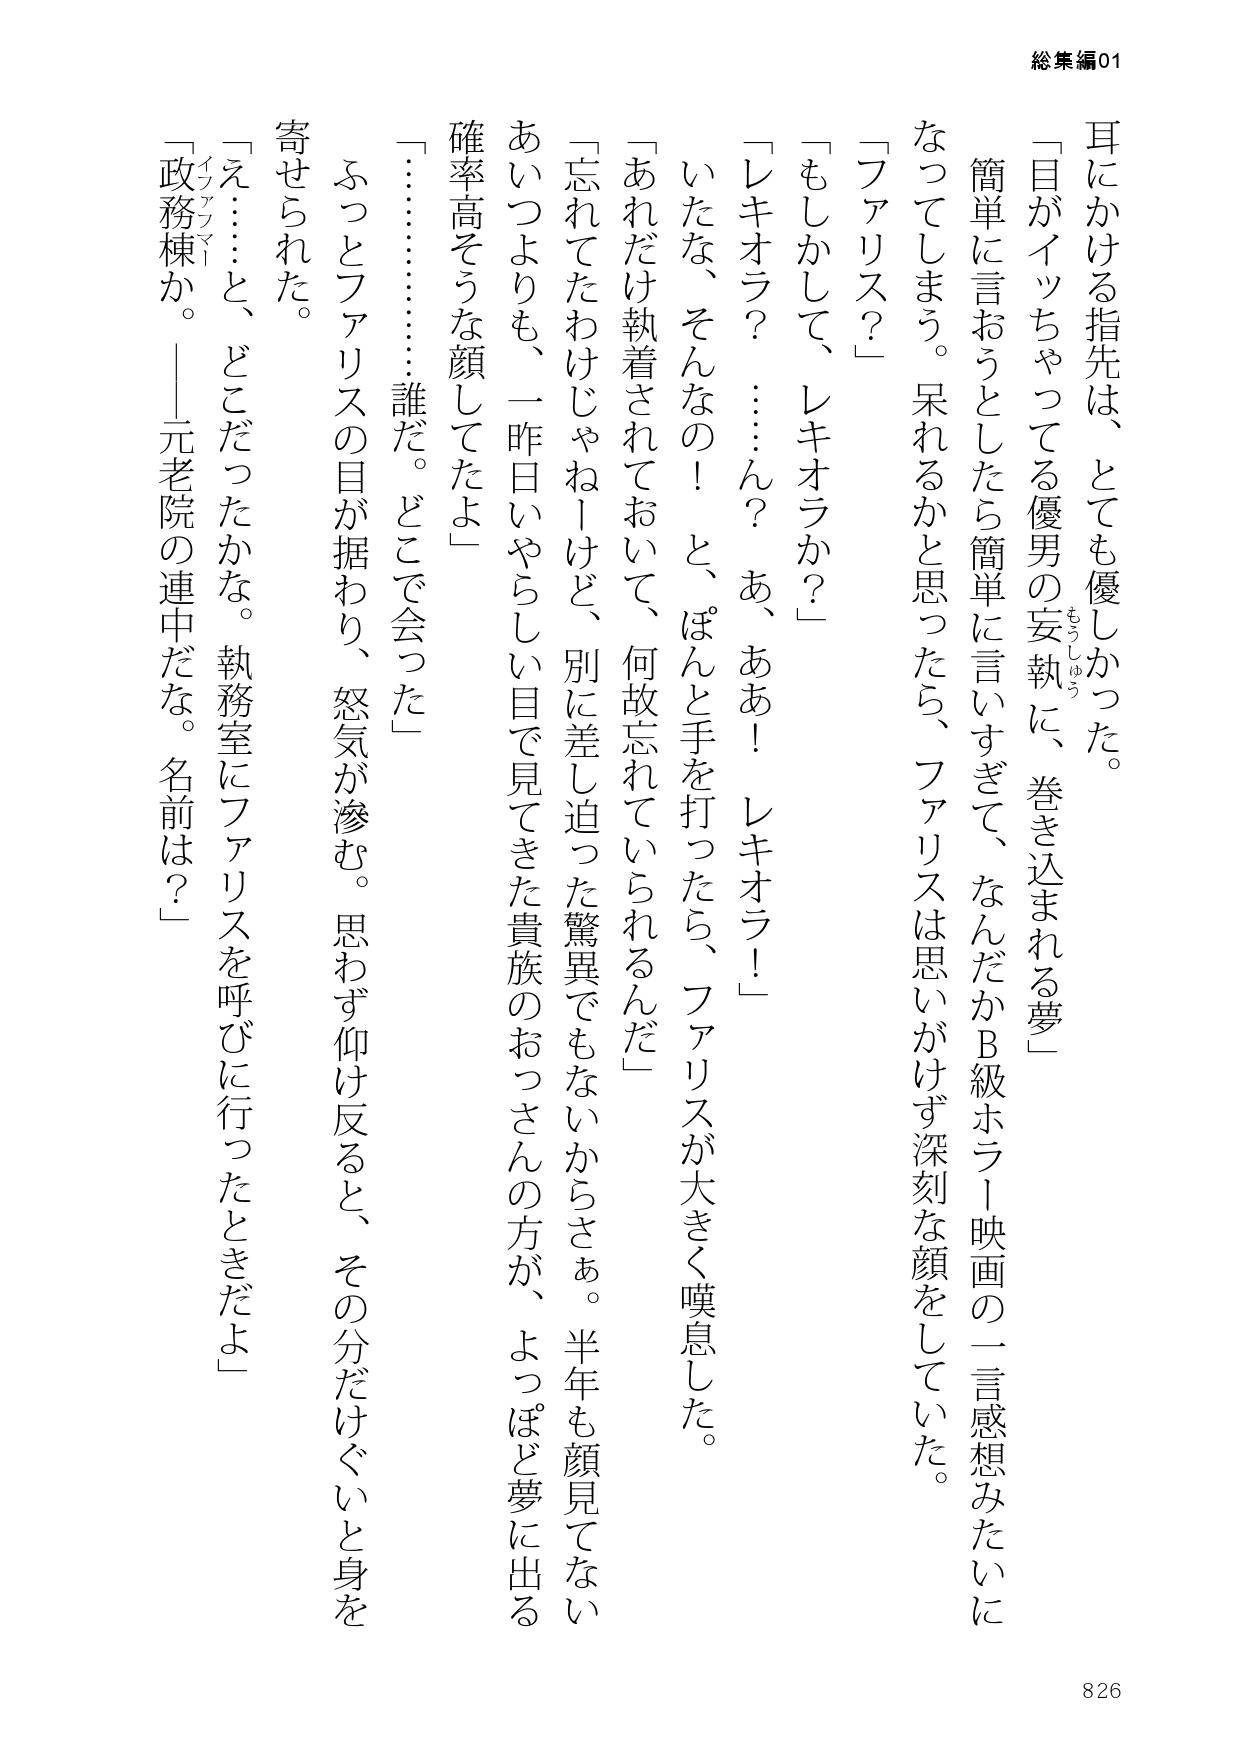 総集編01
耳にかける指先は、とても優しかった。
「目がイッちゃってる優男の妄執に、巻き込まれる夢」
もうしゅう
簡単に言おうとしたら簡単に言いすぎて、なんだかB級ホラー映画の一言感想みたいに
なってしまう。呆れるかと思ったら、ファリスは思いがけず深刻な顔をしていた。
「ファリス？」
「もしかして、レキオラか？」
「レキオラ？　……ん？　あ、ああ！　レキオラ！」
いたな、そんなの！　と、ぽんと手を打ったら、ファリスが大きく嘆息した。
「あれだけ執着されておいて、何故忘れていられるんだ」
「忘れてたわけじゃねーけど、別に差し迫った驚異でもないからさぁ。半年も顔見てない
あいつよりも、一昨日いやらしい目で見てきた貴族のおっさんの方が、よっぽど夢に出る
確率高そうな顔してたよ」
「……………誰だ。どこで会った」
ふっとファリスの目が据わり、怒気が滲む。思わず仰け反ると、その分だけぐいと身を
寄せられた。
「え……と、どこだったかな。執務室にファリスを呼びに行ったときだよ」
「政務棟か。――元老院の連中だな。名前は？」
イファアフマー
826